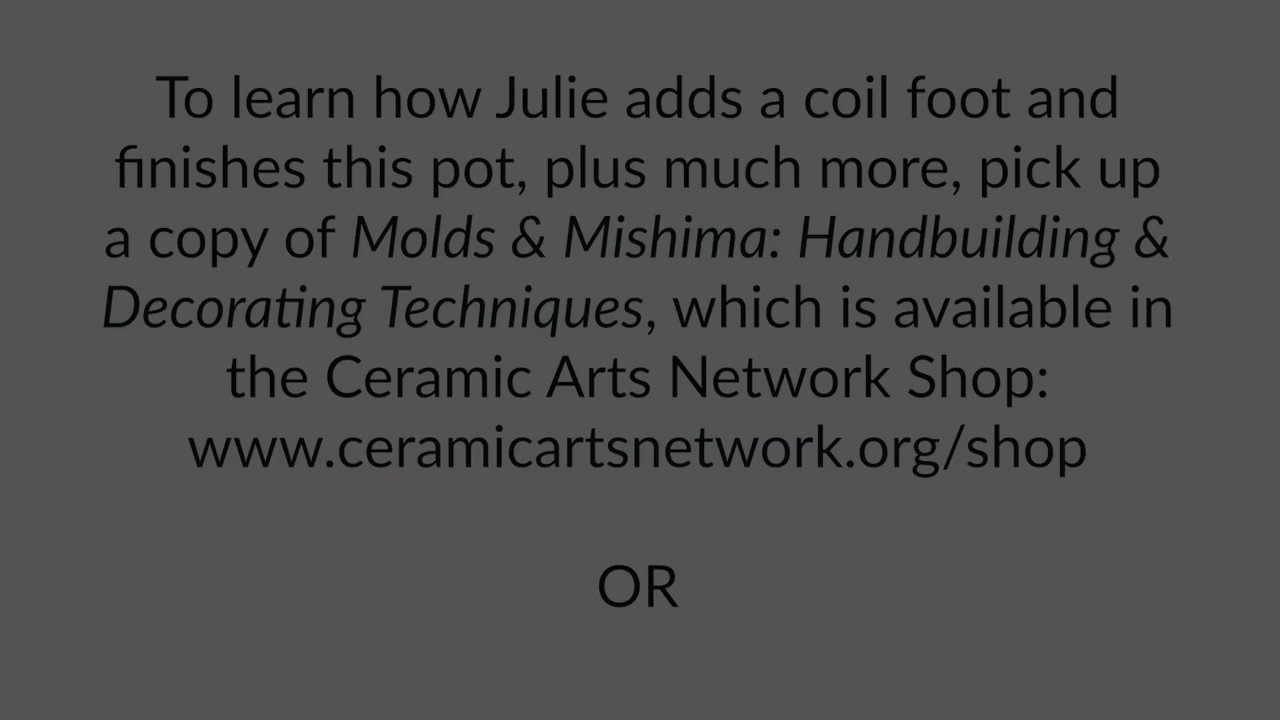 To learn how Julie adds a coil foot and
finishes this pot, plus much more, pick up
a copy of Molds & Mishima: Handbuilding &
Decorating Techniques, which is available in
the Ceramic Arts Network Shop:
www.ceramicartsnetwork.org/shop
OR